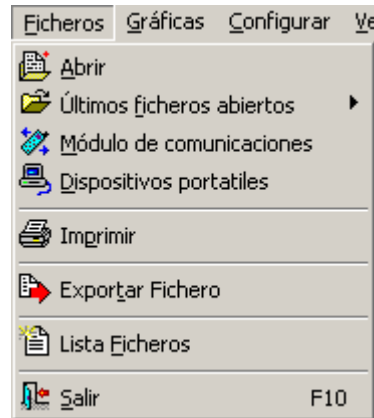 Ficheros Gráficas Configurar Ve
Abrir
Últimos ficheros abiertos
Módulo de comunicaciones
Dispositivos portatiles
Imprimir
Exportar Fichero
Lista Ficheros
Salir F10